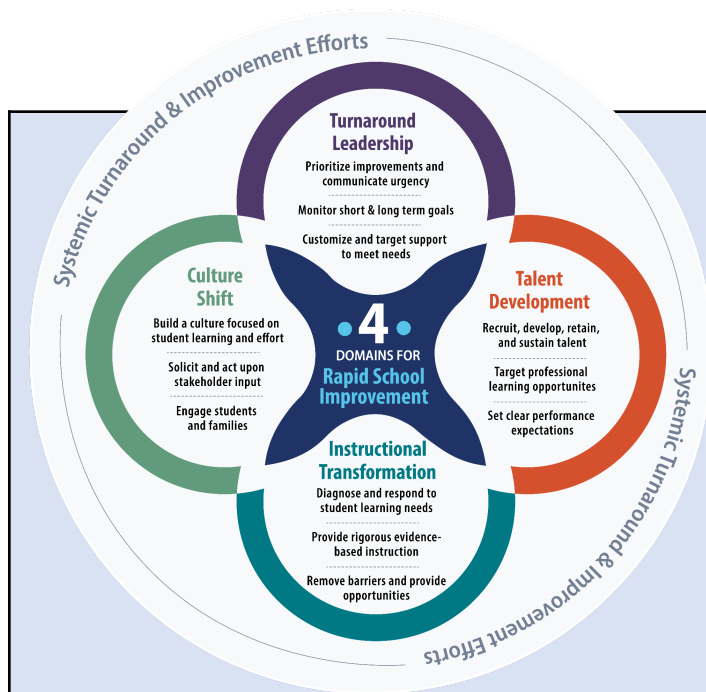 Systemic Turnaround & Improvement Efforts
Turnaround
Leadership
Prioritize improvements and
communicate urgency
Monitor short & long term goals
Customize and target support
to meet needs
Culture
Shift
Build a culture focused on
student learning and effort
Solicit and act upon
stakeholder input
Engage students
and families
4
DOMAINS FOR
Rapid School
Improvement
Talent
Development
Recruit, develop, retain,
and sustain talent
Target professional
learning opportunites
Set clear performance
expectations
Instructional
Transformation
Diagnose and respond to
student learning needs
Provide rigorous evidence-
based instruction
Remove barriers and provide
opportunities
Systemic Turnaround & Improvement Efforts